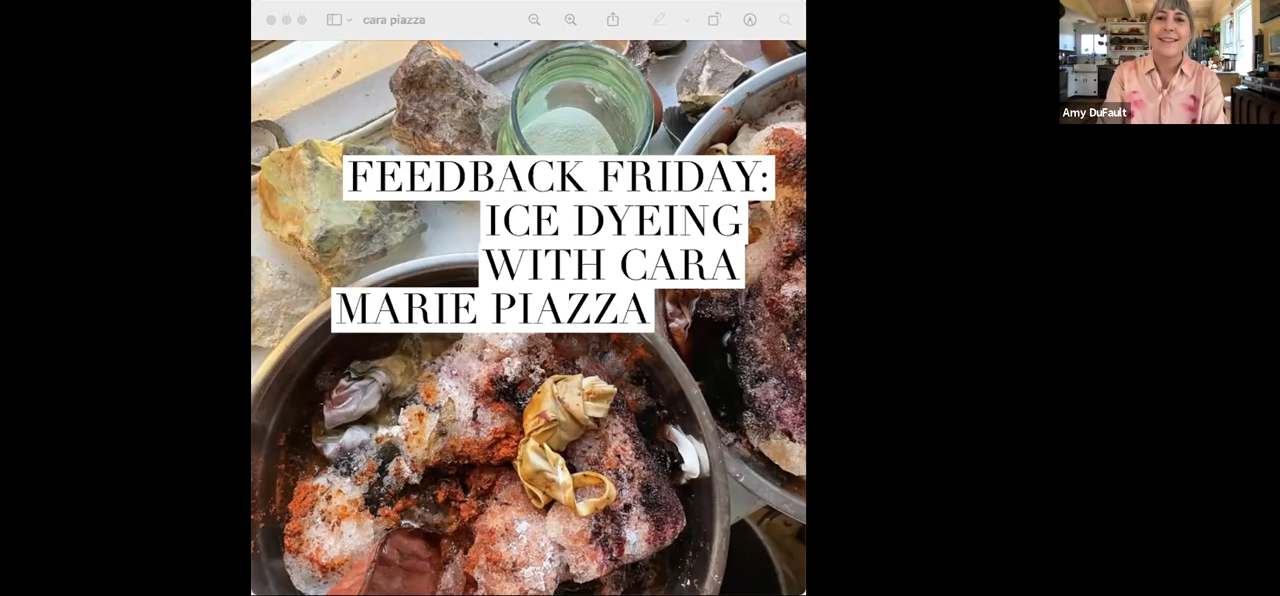 cara piazza
FEEDBACK FRIDAY:
ICE DYEING
WITH CARA
MARIE PIAZZA
Amy DuFault